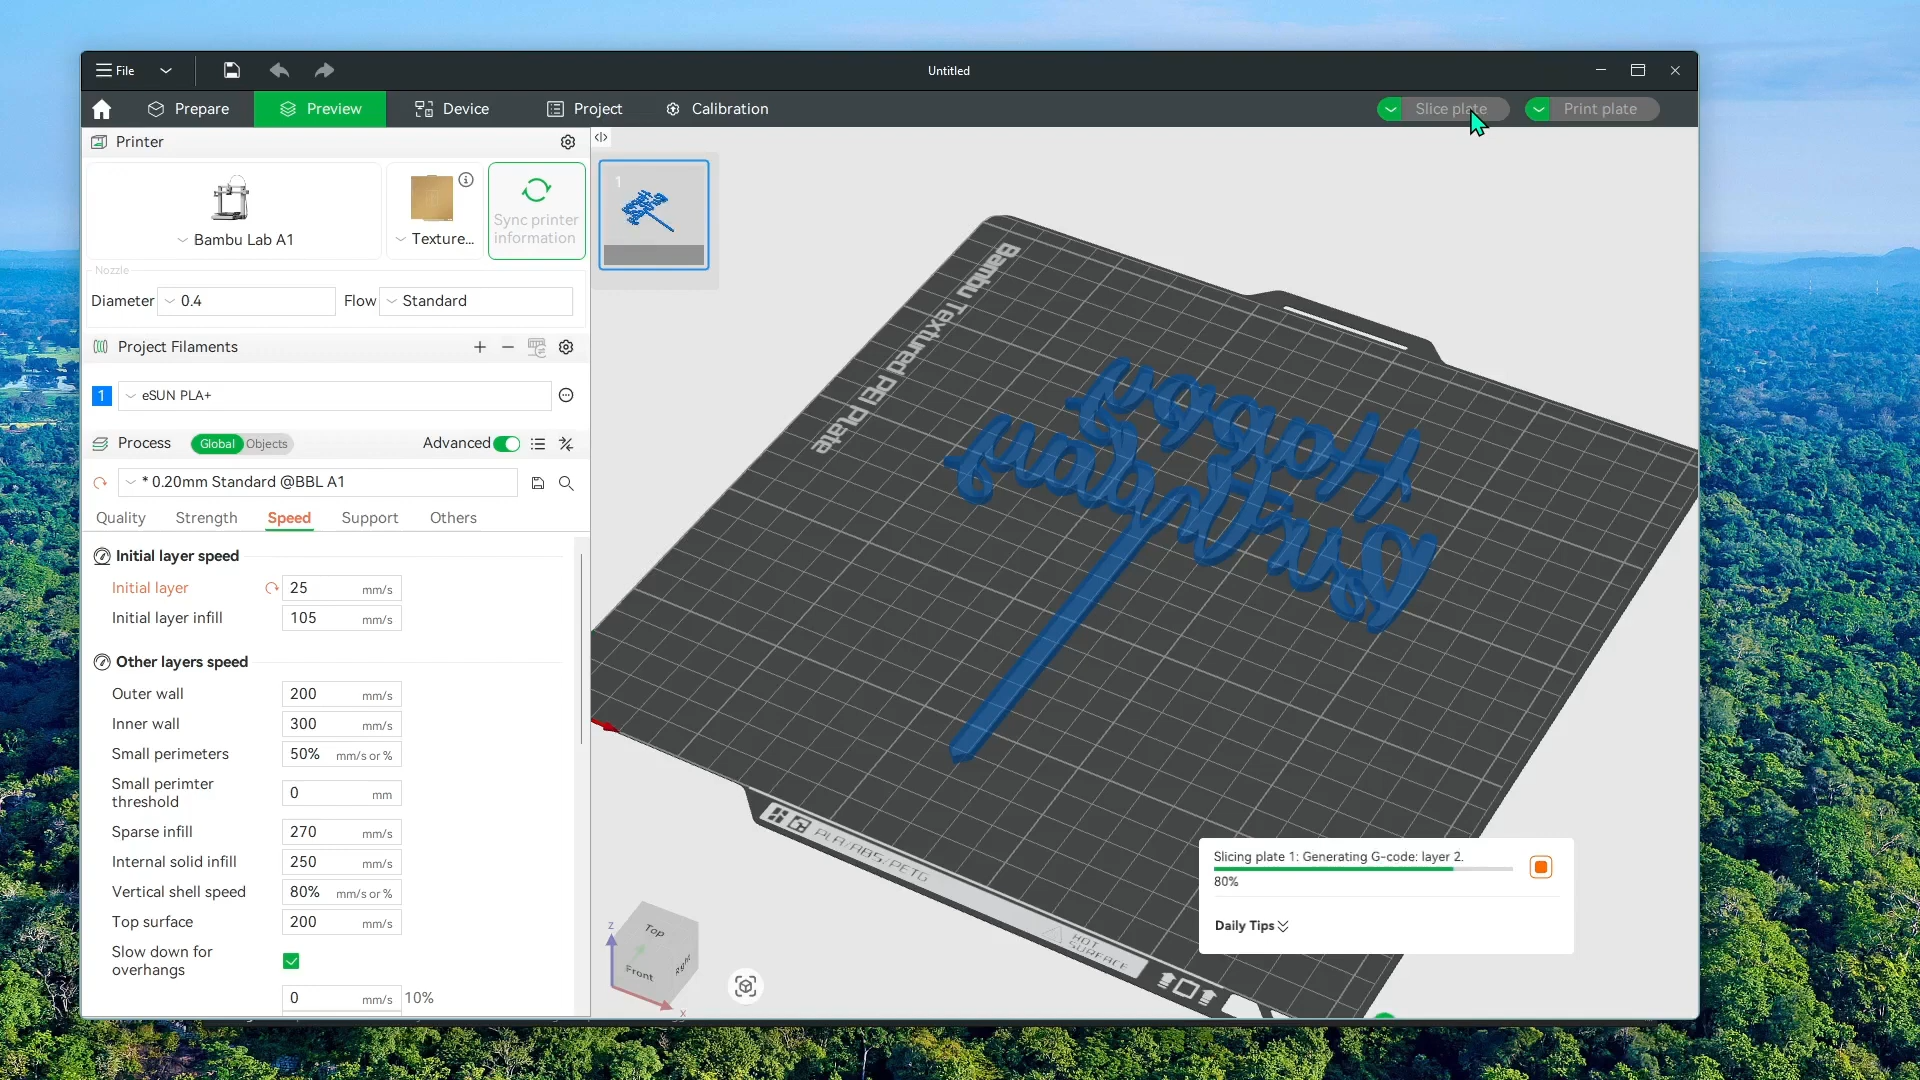 File
Untitled
Prepare
Preview
Device
Project
Calibration
Slice plate
Print plate
Printer
Bambu Lab A1
Texture...
Sync printer
information
Nozzle
Diameter 0.4 Flow Standard
Project Filaments
1 eSUN PLA+
Process Global Objects Advanced
* 0.20mm Standard @BBL A1
Quality Strength Speed Support Others
Initial layer speed
Initial layer 25 mm/s
Initial layer infill 105 mm/s
Other layers speed
Outer wall 200 mm/s
Inner wall 300 mm/s
Small perimeters 50% mm/s or %
Small perimter
threshold 0 mm
Sparse infill 270 mm/s
Internal solid infill 250 mm/s
Vertical shell speed 80% mm/s or %
Top surface 200 mm/s
Slow down for
overhangs
0 mm/s 10%
1
Bambu Textured PEI Plate
Happy
Birthday
PLA/ABS/PETG
HOT
SURFACE
Top
Front
Right
Z
X
Slicing plate 1: Generating G-code: layer 2.
80%
Daily Tips